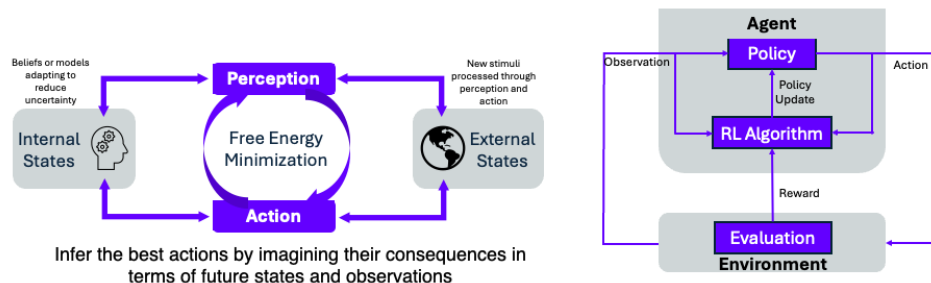 Beliefs or models
adapting to
reduce
uncertainty
Perception
New stimuli
processed through
perception and
action
Internal
States
Free Energy
Minimization
External
States
Action
Infer the best actions by imagining their consequences in
terms of future states and observations
Agent
Observation
Policy
Action
Policy
Update
RL Algorithm
Reward
Evaluation
Environment